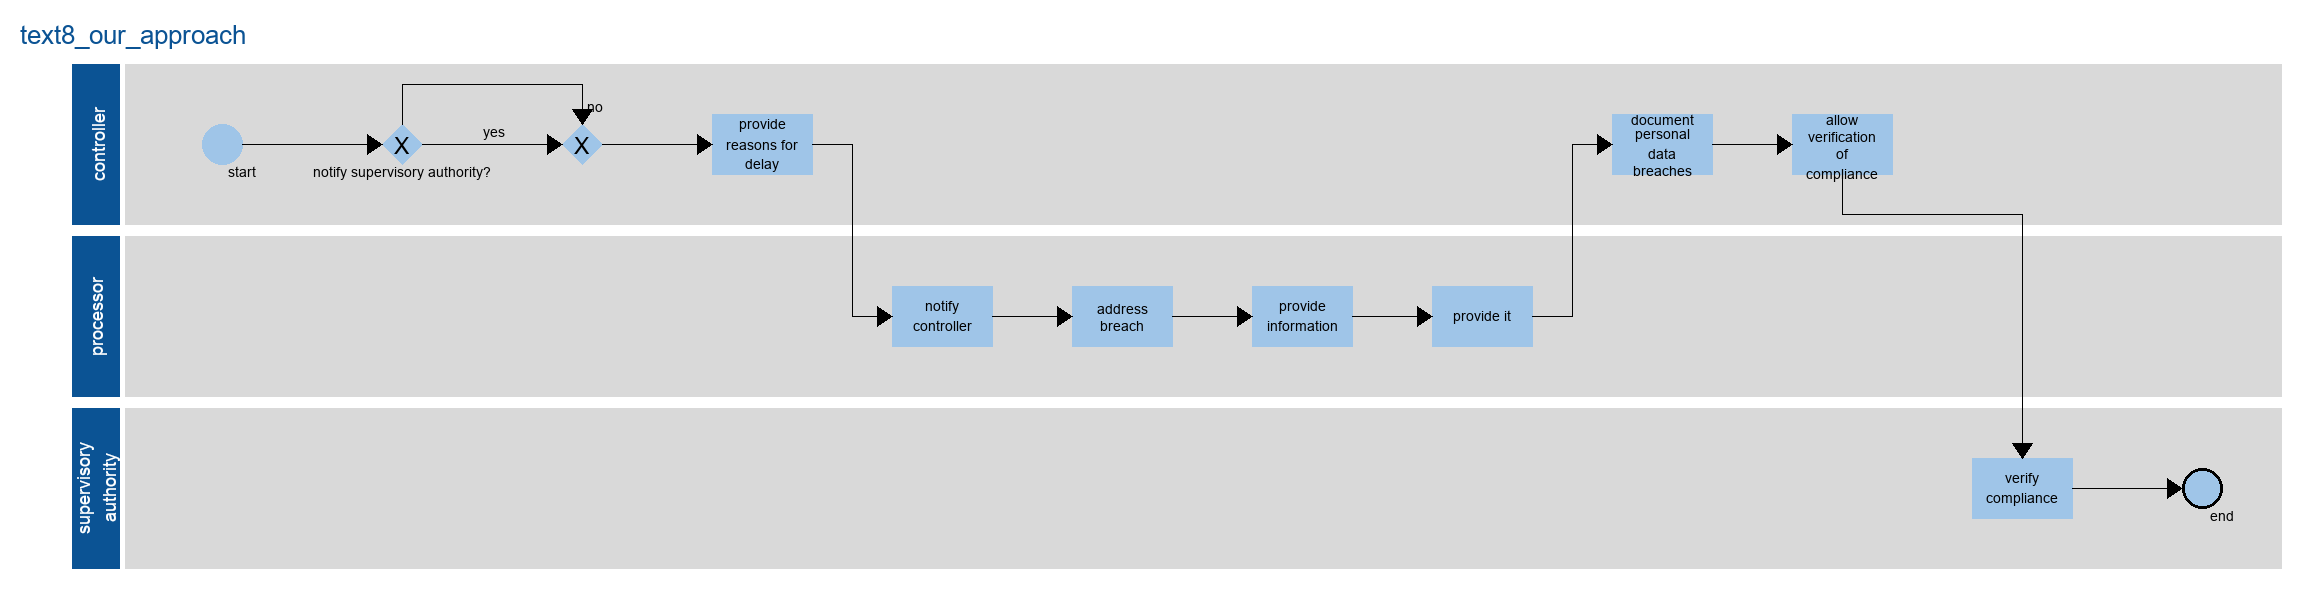 text8_our_approach
controller
start
X
notify supervisory authority?
yes
no
X
provide
reasons for
delay
document
personal
data
breaches
allow
verification
of
compliance
processor
notify
controller
address
breach
provide
information
provide it
supervisory
authority
verify
compliance
end